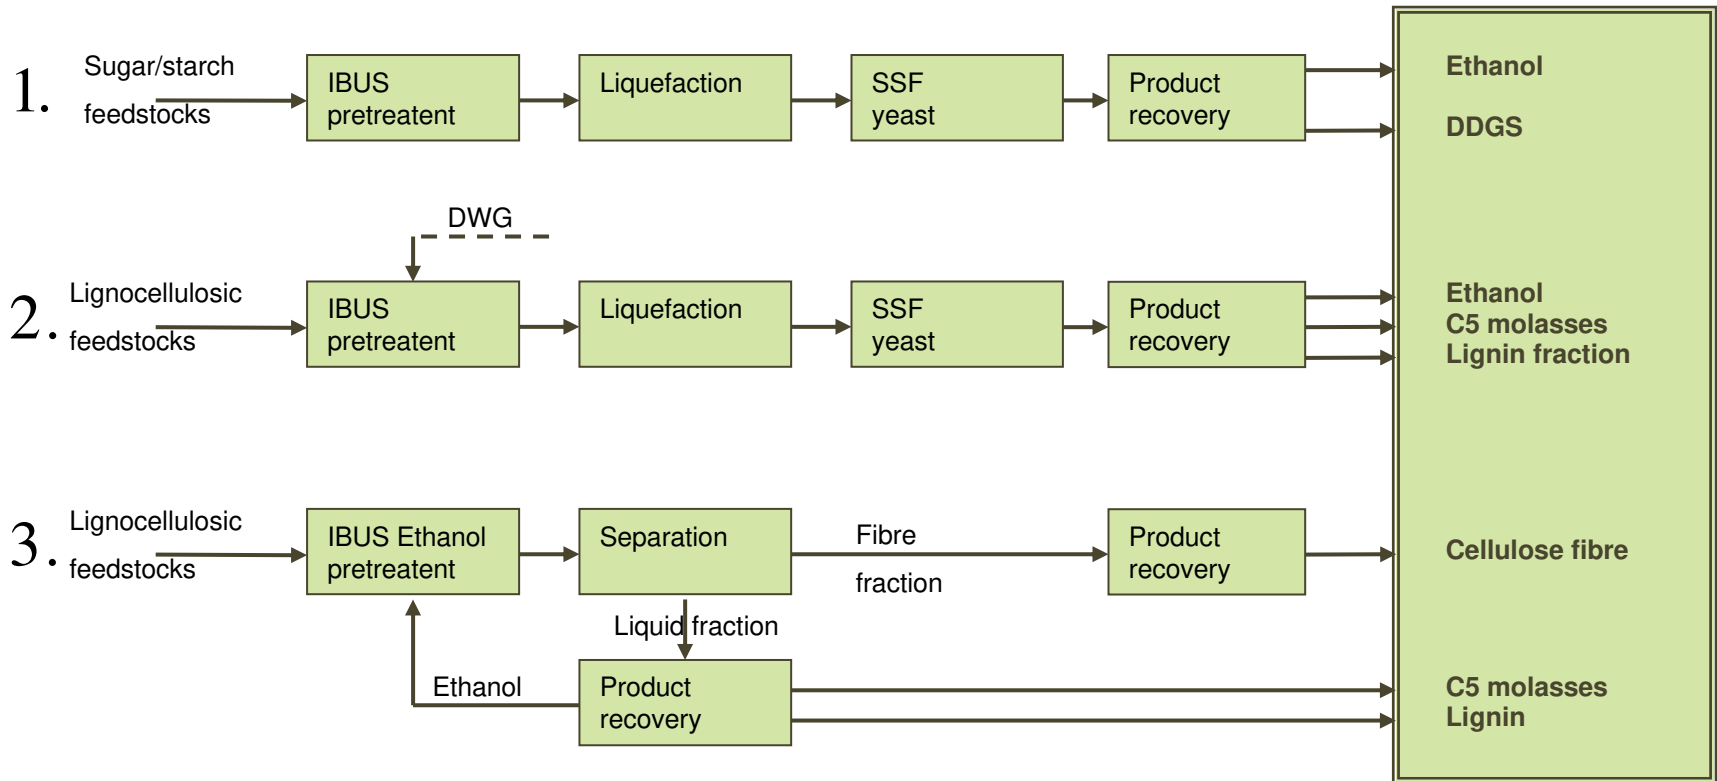 1.
Sugar/starch
feedstocks
IBUS
pretreatent
Liquefaction
SSF
yeast
Product
recovery
Ethanol
DDGS
DWG
2.
Lignocellulosic
feedstocks
IBUS
pretreatent
Liquefaction
SSF
yeast
Product
recovery
Ethanol
C5 molasses
Lignin fraction
3.
Lignocellulosic
feedstocks
IBUS Ethanol
pretreatent
Separation
Fibre
fraction
Product
recovery
Cellulose fibre
Liquid fraction
Ethanol
Product
recovery
C5 molasses
Lignin